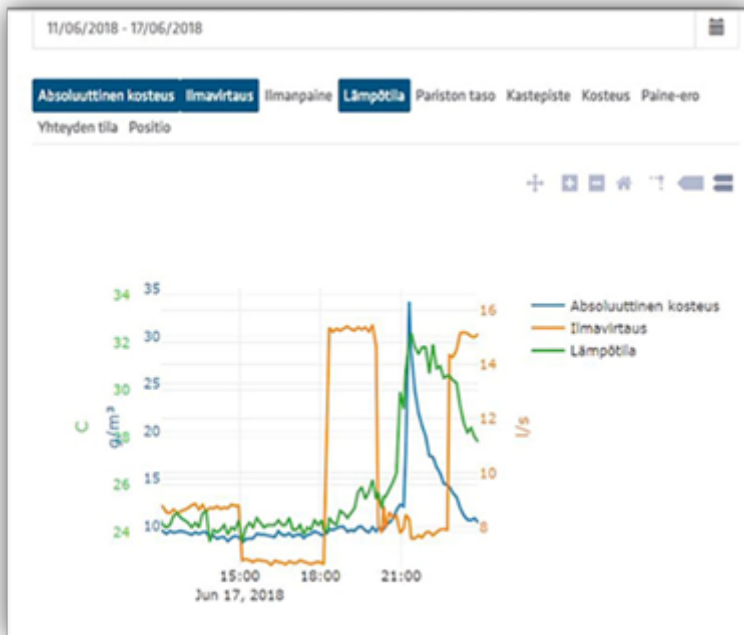 11/06/2018 - 17/06/2018
Absoluuttinen kosteus Ilmavirtaus Ilmanpaine Lämpötila Pariston taso Kastepiste Kosteus Paine-ero
Yhteyden tila Positio
Absoluuttinen kosteus
Ilmavirtaus
Lämpötila
34 35 16
32 30 14
30 25
28 20 12
26 15 10
24 10 8
C g/m³ l/s
15:00 18:00 21:00
Jun 17, 2018